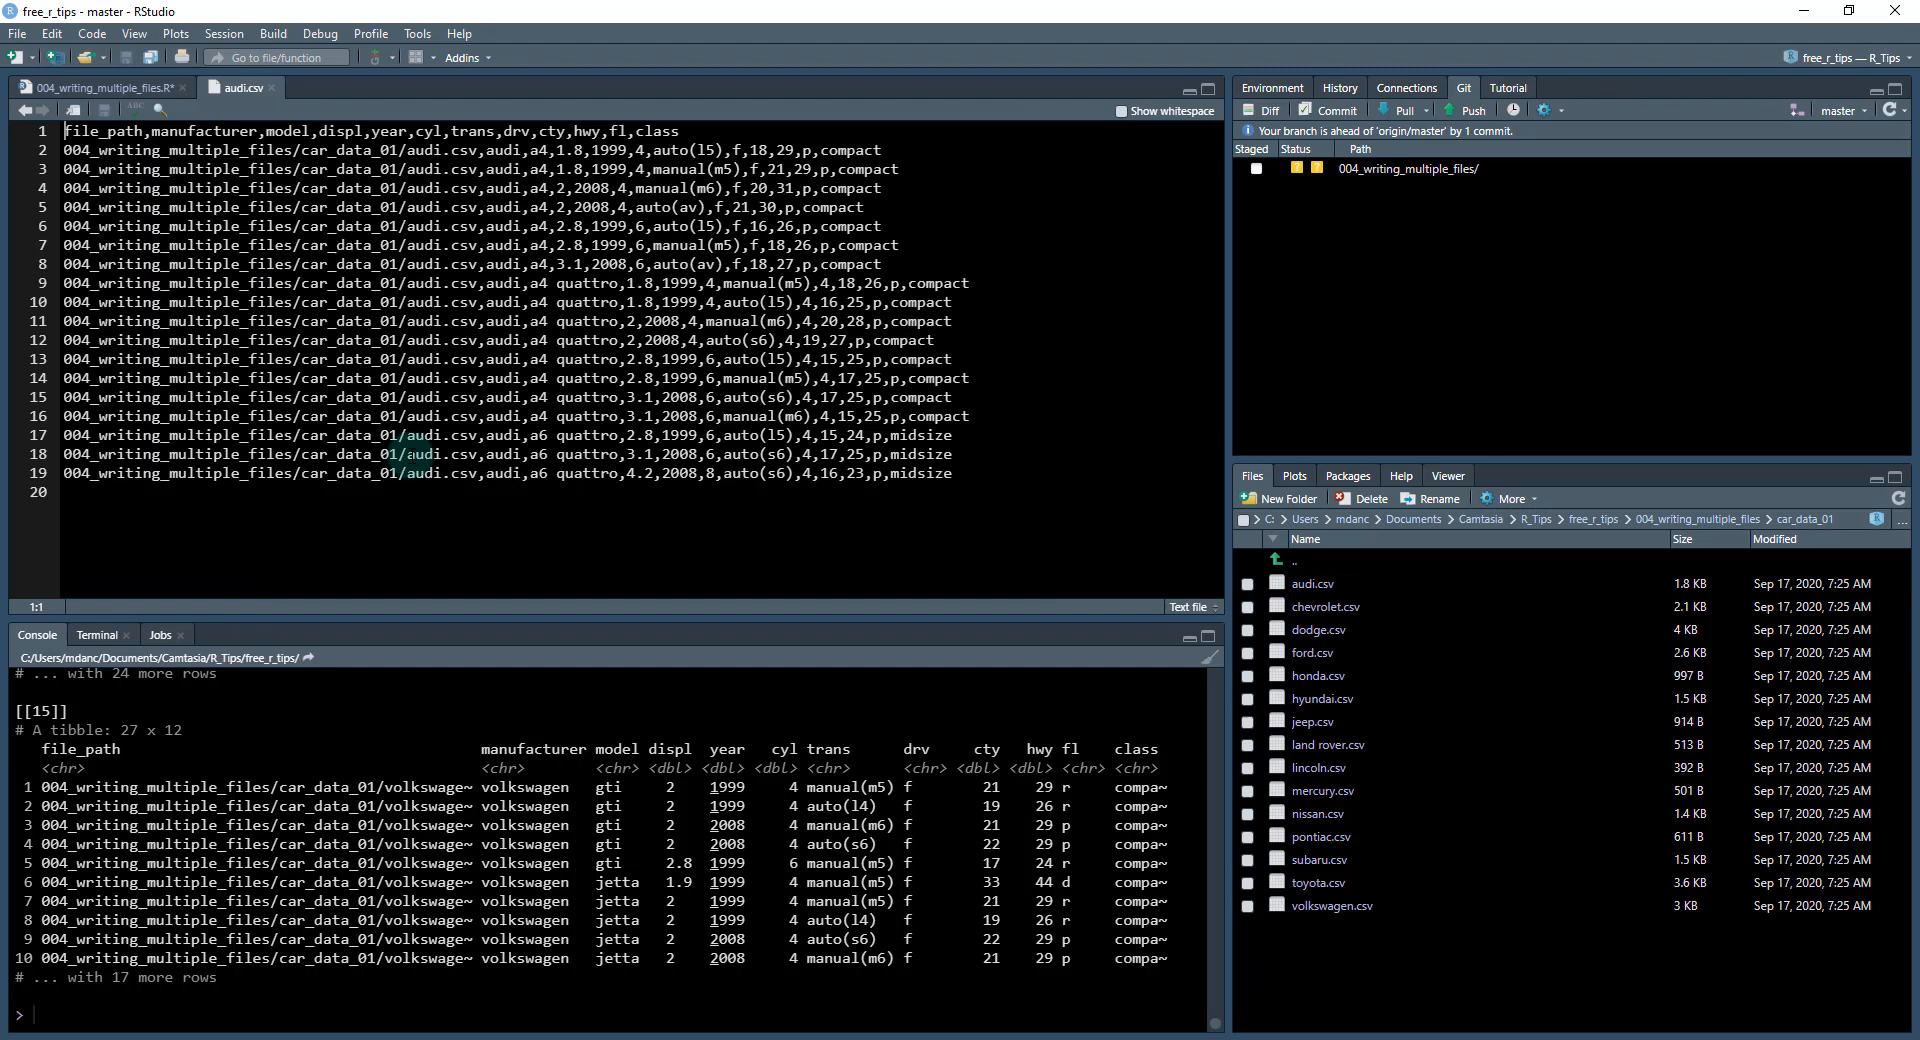 free_r_tips - master - RStudio
File Edit Code View Plots Session Build Debug Profile Tools Help
Go to file/function Addins free_r_tips — R_Tips
004_writing_multiple_files.R* audi.csv
Show whitespace
1 file_path,manufacturer,model,displ,year,cyl,trans,drv,cty,hwy,fl,class
2 004_writing_multiple_files/car_data_01/audi.csv,audi,a4,1.8,1999,4,auto(l5),f,18,29,p,compact
3 004_writing_multiple_files/car_data_01/audi.csv,audi,a4,1.8,1999,4,manual(m5),f,21,29,p,compact
4 004_writing_multiple_files/car_data_01/audi.csv,audi,a4,2,2008,4,manual(m6),f,20,31,p,compact
5 004_writing_multiple_files/car_data_01/audi.csv,audi,a4,2,2008,4,auto(av),f,21,30,p,compact
6 004_writing_multiple_files/car_data_01/audi.csv,audi,a4,2.8,1999,6,auto(l5),f,16,26,p,compact
7 004_writing_multiple_files/car_data_01/audi.csv,audi,a4,2.8,1999,6,manual(m5),f,18,26,p,compact
8 004_writing_multiple_files/car_data_01/audi.csv,audi,a4,3.1,2008,6,auto(av),f,18,27,p,compact
9 004_writing_multiple_files/car_data_01/audi.csv,audi,a4 quattro,1.8,1999,4,manual(m5),4,18,26,p,compact
10 004_writing_multiple_files/car_data_01/audi.csv,audi,a4 quattro,1.8,1999,4,auto(l5),4,16,25,p,compact
11 004_writing_multiple_files/car_data_01/audi.csv,audi,a4 quattro,2,2008,4,manual(m6),4,20,28,p,compact
12 004_writing_multiple_files/car_data_01/audi.csv,audi,a4 quattro,2,2008,4,auto(s6),4,19,27,p,compact
13 004_writing_multiple_files/car_data_01/audi.csv,audi,a4 quattro,2.8,1999,6,auto(l5),4,15,25,p,compact
14 004_writing_multiple_files/car_data_01/audi.csv,audi,a4 quattro,2.8,1999,6,manual(m5),4,17,25,p,compact
15 004_writing_multiple_files/car_data_01/audi.csv,audi,a4 quattro,3.1,2008,6,auto(s6),4,17,25,p,compact
16 004_writing_multiple_files/car_data_01/audi.csv,audi,a4 quattro,3.1,2008,6,manual(m6),4,15,25,p,compact
17 004_writing_multiple_files/car_data_01/audi.csv,audi,a6 quattro,2.8,1999,6,auto(l5),4,15,24,p,midsize
18 004_writing_multiple_files/car_data_01/audi.csv,audi,a6 quattro,3.1,2008,6,auto(s6),4,17,25,p,midsize
19 004_writing_multiple_files/car_data_01/audi.csv,audi,a6 quattro,4.2,2008,8,auto(s6),4,16,23,p,midsize
20
1:1 Text file
Console Terminal Jobs
C:/Users/mdanc/Documents/Camtasia/R_Tips/free_r_tips/
# ... with 24 more rows
[[15]]
# A tibble: 27 x 12
file_path manufacturer model displ year cyl trans drv cty hwy fl class
<chr> <chr> <chr> <dbl> <dbl> <dbl> <chr> <chr> <dbl> <dbl> <chr> <chr>
1 004_writing_multiple_files/car_data_01/volkswage~ volkswagen gti 2 1999 4 manual(m5) f 21 29 r compa~
2 004_writing_multiple_files/car_data_01/volkswage~ volkswagen gti 2 1999 4 auto(l4) f 19 26 r compa~
3 004_writing_multiple_files/car_data_01/volkswage~ volkswagen gti 2 2008 4 manual(m6) f 21 29 p compa~
4 004_writing_multiple_files/car_data_01/volkswage~ volkswagen gti 2 2008 4 auto(s6) f 22 29 p compa~
5 004_writing_multiple_files/car_data_01/volkswage~ volkswagen gti 2.8 1999 6 manual(m5) f 17 24 r compa~
6 004_writing_multiple_files/car_data_01/volkswage~ volkswagen jetta 1.9 1999 4 manual(m5) f 33 44 d compa~
7 004_writing_multiple_files/car_data_01/volkswage~ volkswagen jetta 2 1999 4 manual(m5) f 21 29 r compa~
8 004_writing_multiple_files/car_data_01/volkswage~ volkswagen jetta 2 1999 4 auto(l4) f 19 26 r compa~
9 004_writing_multiple_files/car_data_01/volkswage~ volkswagen jetta 2 2008 4 auto(s6) f 22 29 p compa~
10 004_writing_multiple_files/car_data_01/volkswage~ volkswagen jetta 2 2008 4 manual(m6) f 21 29 p compa~
# ... with 17 more rows
>
Environment History Connections Git Tutorial
Diff Commit Pull Push master
Your branch is ahead of 'origin/master' by 1 commit.
Staged Status Path
? ? 004_writing_multiple_files/
Files Plots Packages Help Viewer
New Folder Delete Rename More
C: > Users > mdanc > Documents > Camtasia > R_Tips > free_r_tips > 004_writing_multiple_files > car_data_01 ...
Name Size Modified
..
audi.csv 1.8 KB Sep 17, 2020, 7:25 AM
chevrolet.csv 2.1 KB Sep 17, 2020, 7:25 AM
dodge.csv 4 KB Sep 17, 2020, 7:25 AM
ford.csv 2.6 KB Sep 17, 2020, 7:25 AM
honda.csv 997 B Sep 17, 2020, 7:25 AM
hyundai.csv 1.5 KB Sep 17, 2020, 7:25 AM
jeep.csv 914 B Sep 17, 2020, 7:25 AM
land rover.csv 513 B Sep 17, 2020, 7:25 AM
lincoln.csv 392 B Sep 17, 2020, 7:25 AM
mercury.csv 501 B Sep 17, 2020, 7:25 AM
nissan.csv 1.4 KB Sep 17, 2020, 7:25 AM
pontiac.csv 611 B Sep 17, 2020, 7:25 AM
subaru.csv 1.5 KB Sep 17, 2020, 7:25 AM
toyota.csv 3.6 KB Sep 17, 2020, 7:25 AM
volkswagen.csv 3 KB Sep 17, 2020, 7:25 AM